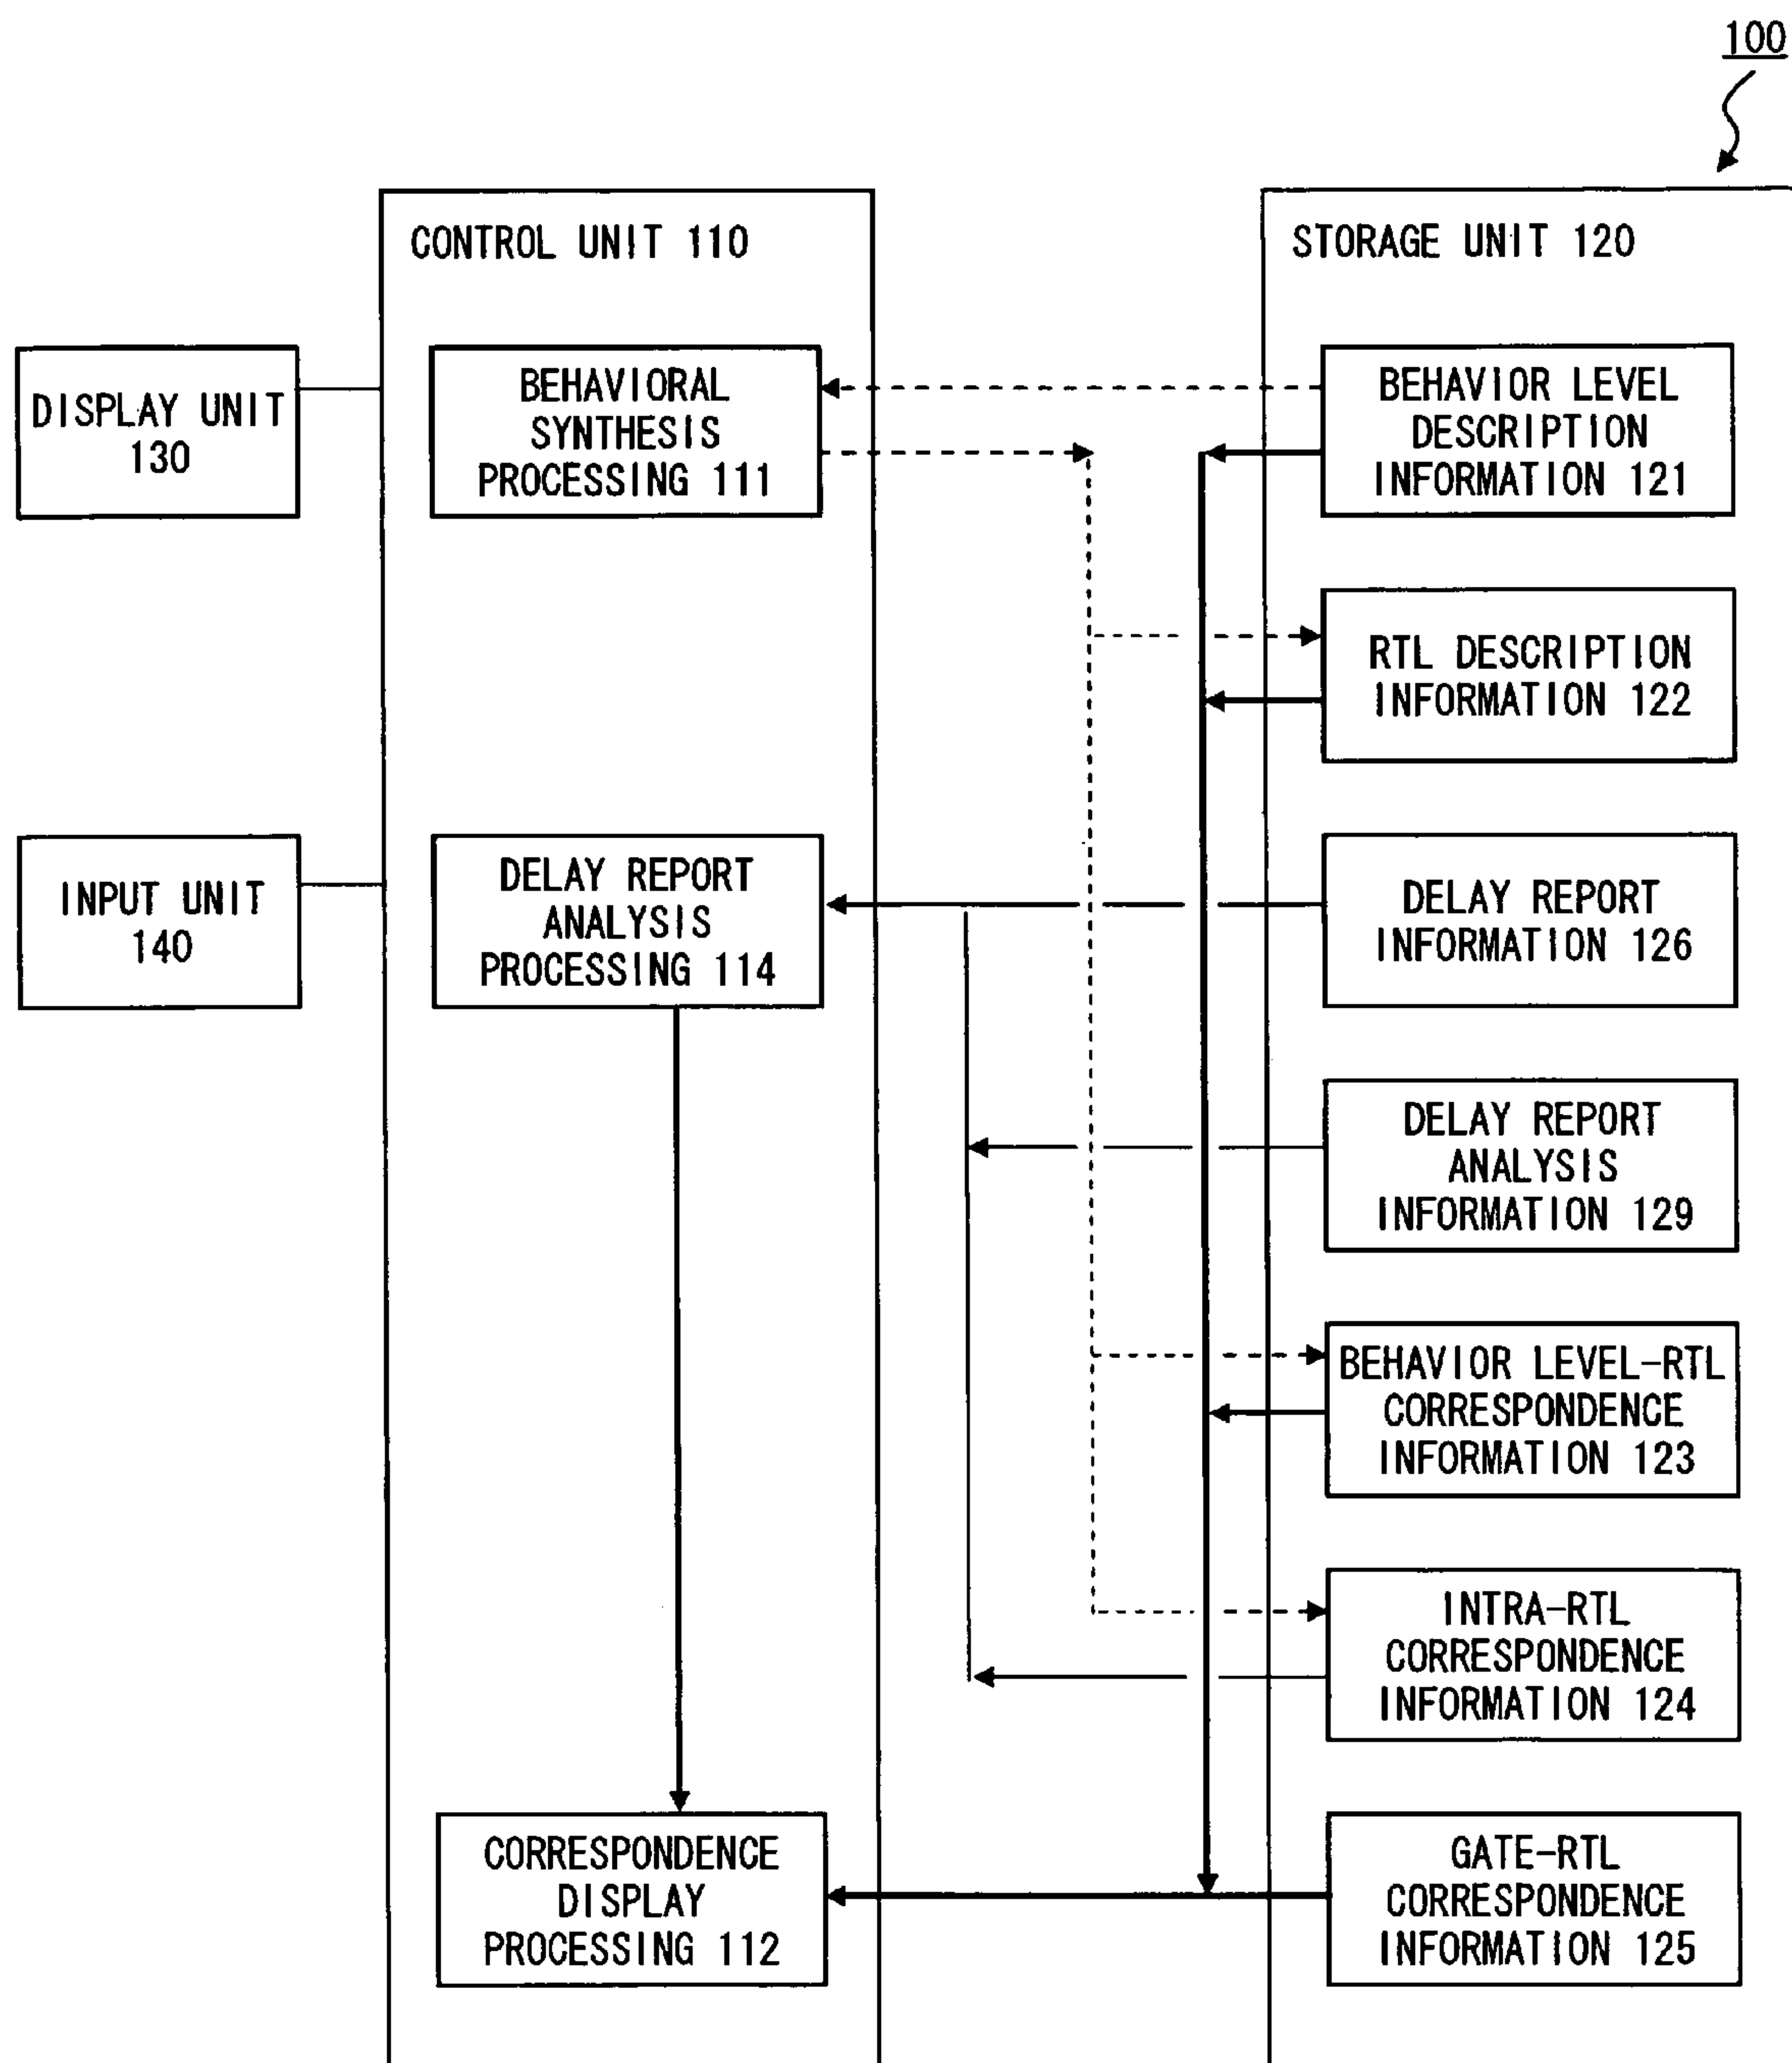 100
CONTROL UNIT 110
STORAGE UNIT 120
DISPLAY UNIT
130
BEHAVIORAL
SYNTHESIS
PROCESSING 111
BEHAVIOR LEVEL
DESCRIPTION
INFORMATION 121
RTL DESCRIPTION
INFORMATION 122
INPUT UNIT
140
DELAY REPORT
ANALYSIS
PROCESSING 114
DELAY REPORT
INFORMATION 126
DELAY REPORT
ANALYSIS
INFORMATION 129
BEHAVIOR LEVEL-RTL
CORRESPONDENCE
INFORMATION 123
INTRA-RTL
CORRESPONDENCE
INFORMATION 124
CORRESPONDENCE
DISPLAY
PROCESSING 112
GATE-RTL
CORRESPONDENCE
INFORMATION 125